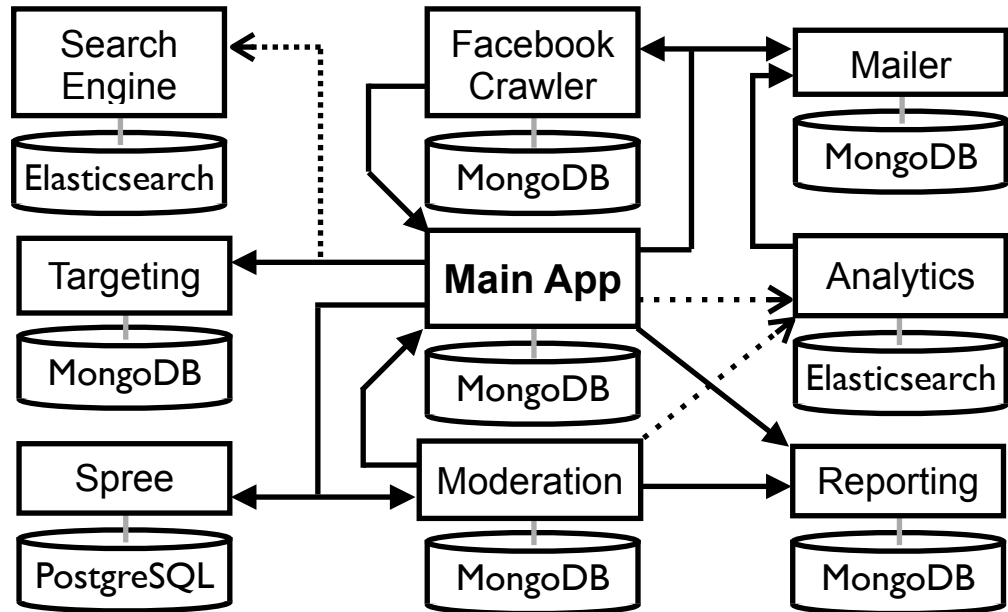 Search
Engine
Elasticsearch
Facebook
Crawler
MongoDB
Mailer
MongoDB
Targeting
MongoDB
Main App
MongoDB
Analytics
Elasticsearch
Spree
PostgreSQL
Moderation
MongoDB
Reporting
MongoDB